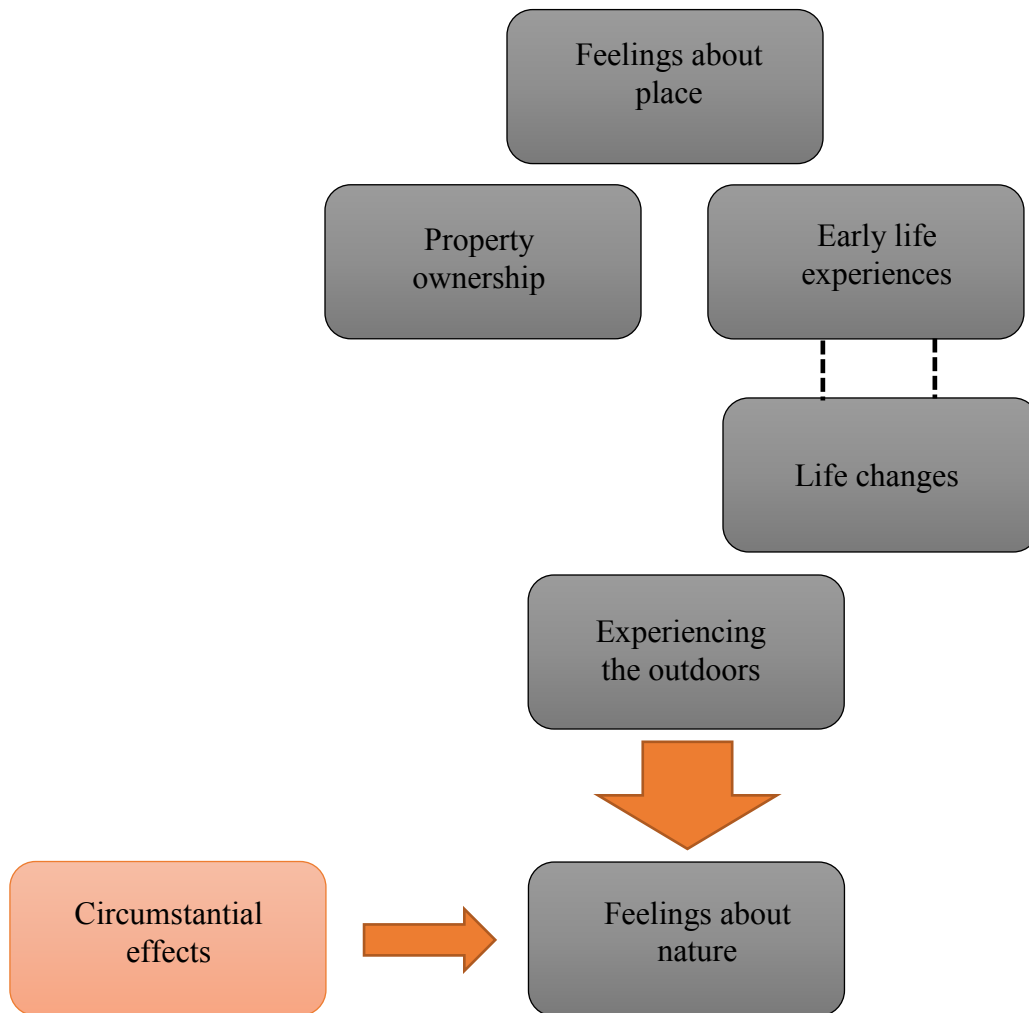 Feelings about
place
Property
ownership
Early life
experiences
Life changes
Experiencing
the outdoors
Circumstantial
effects
Feelings about
nature